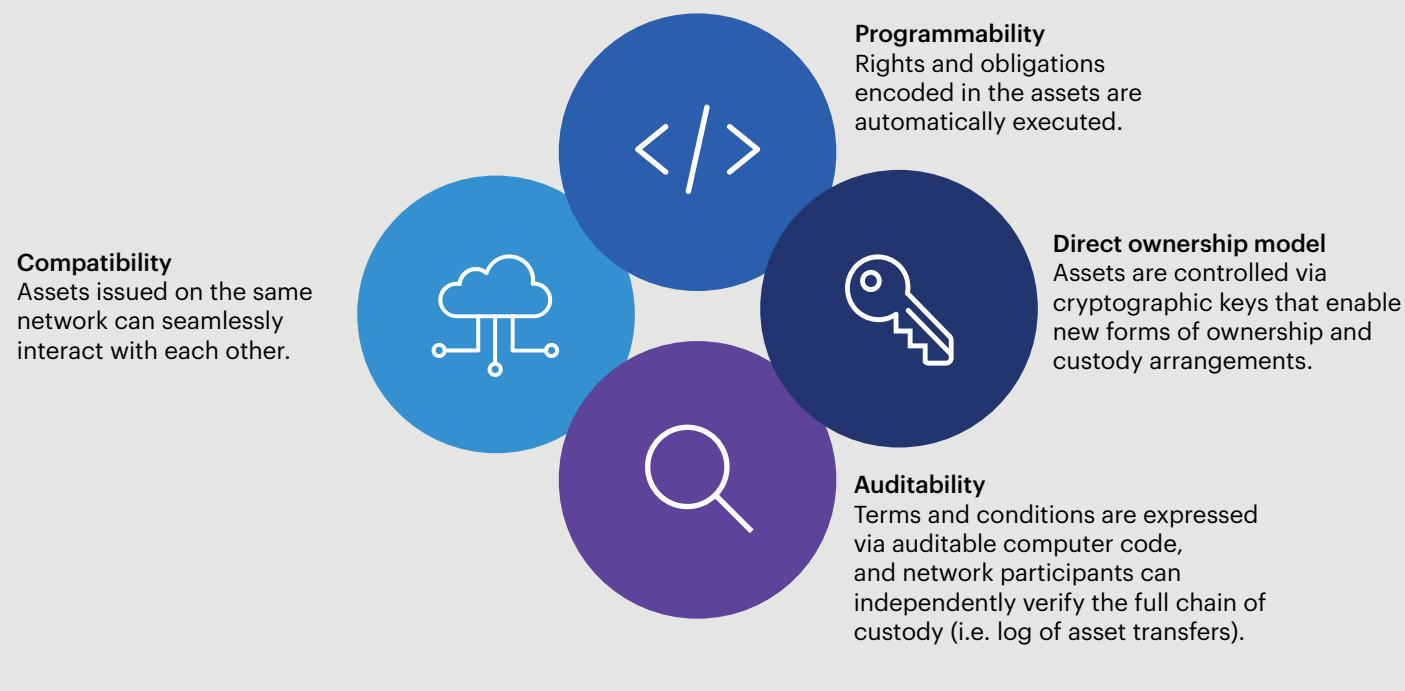 Programmability
Rights and obligations
encoded in the assets are
automatically executed.
Compatibility
Assets issued on the same
network can seamlessly
interact with each other.
Direct ownership model
Assets are controlled via
cryptographic keys that enable
new forms of ownership and
custody arrangements.
Auditability
Terms and conditions are expressed
via auditable computer code,
and network participants can
independently verify the full chain of
custody (i.e. log of asset transfers).